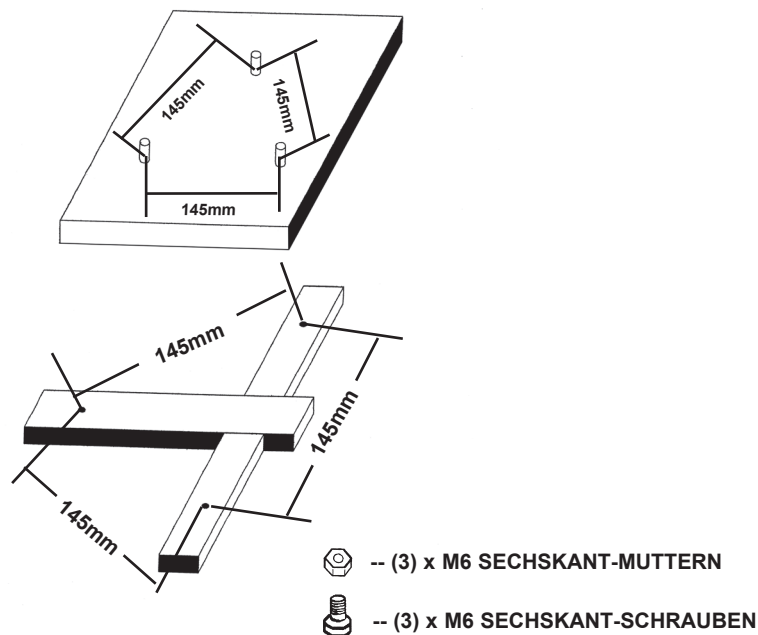 145mm
145mm
145mm
145mm
145mm
145mm
-- (3) x M6 SECHSKANT-MUTTERN
-- (3) x M6 SECHSKANT-SCHRAUBEN